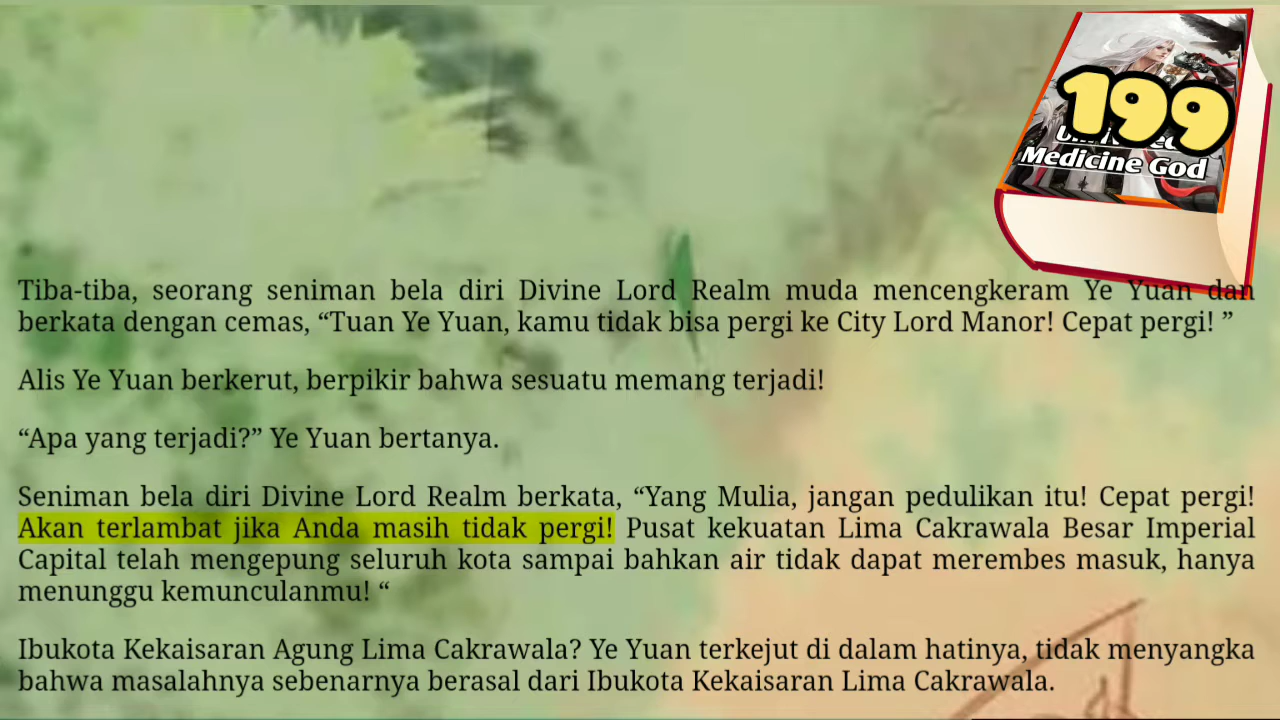 199
Medicine God
Tiba-tiba, seorang seniman bela diri Divine Lord Realm muda mencengkeram Ye Yuan dan
berkata dengan cemas, “Tuan Ye Yuan, kamu tidak bisa pergi ke City Lord Manor! Cepat pergi! ”
Alis Ye Yuan berkerut, berpikir bahwa sesuatu memang terjadi!
“Apa yang terjadi?” Ye Yuan bertanya.
Seniman bela diri Divine Lord Realm berkata, “Yang Mulia, jangan pedulikan itu! Cepat pergi!
Akan terlambat jika Anda masih tidak pergi! Pusat kekuatan Lima Cakrawala Besar Imperial
Capital telah mengepung seluruh kota sampai bahkan air tidak dapat merembes masuk, hanya
menunggu kemunculanmu! “
Ibukota Kekaisaran Agung Lima Cakrawala? Ye Yuan terkejut di dalam hatinya, tidak menyangka
bahwa masalahnya sebenarnya berasal dari Ibukota Kekaisaran Lima Cakrawala.